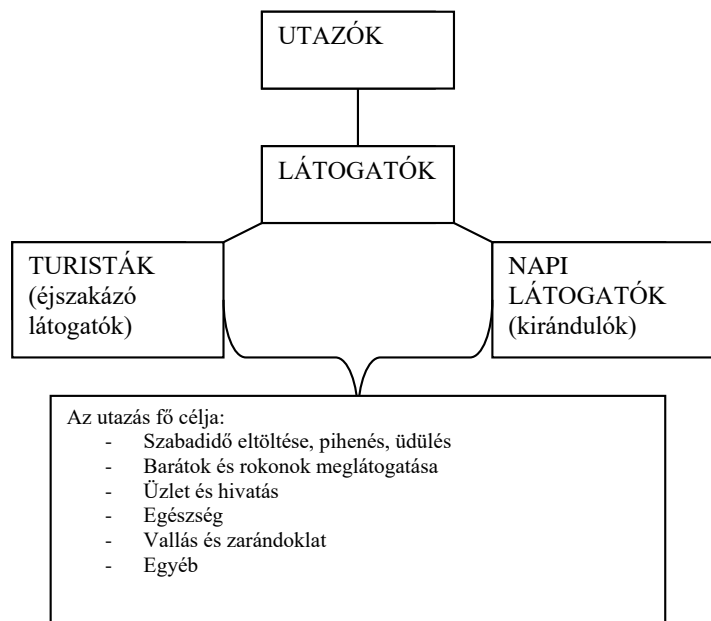 UTAZÓK
LÁTOGATÓK
TURISTÁK
(éjszakázó
látogatók)
NAPI
LÁTOGATÓK
(kirándulók)
Az utazás fő célja:
- Szabadidő eltöltése, pihenés, üdülés
- Barátok és rokonok meglátogatása
- Üzlet és hivatás
- Egészség
- Vallás és zarándoklat
- Egyéb